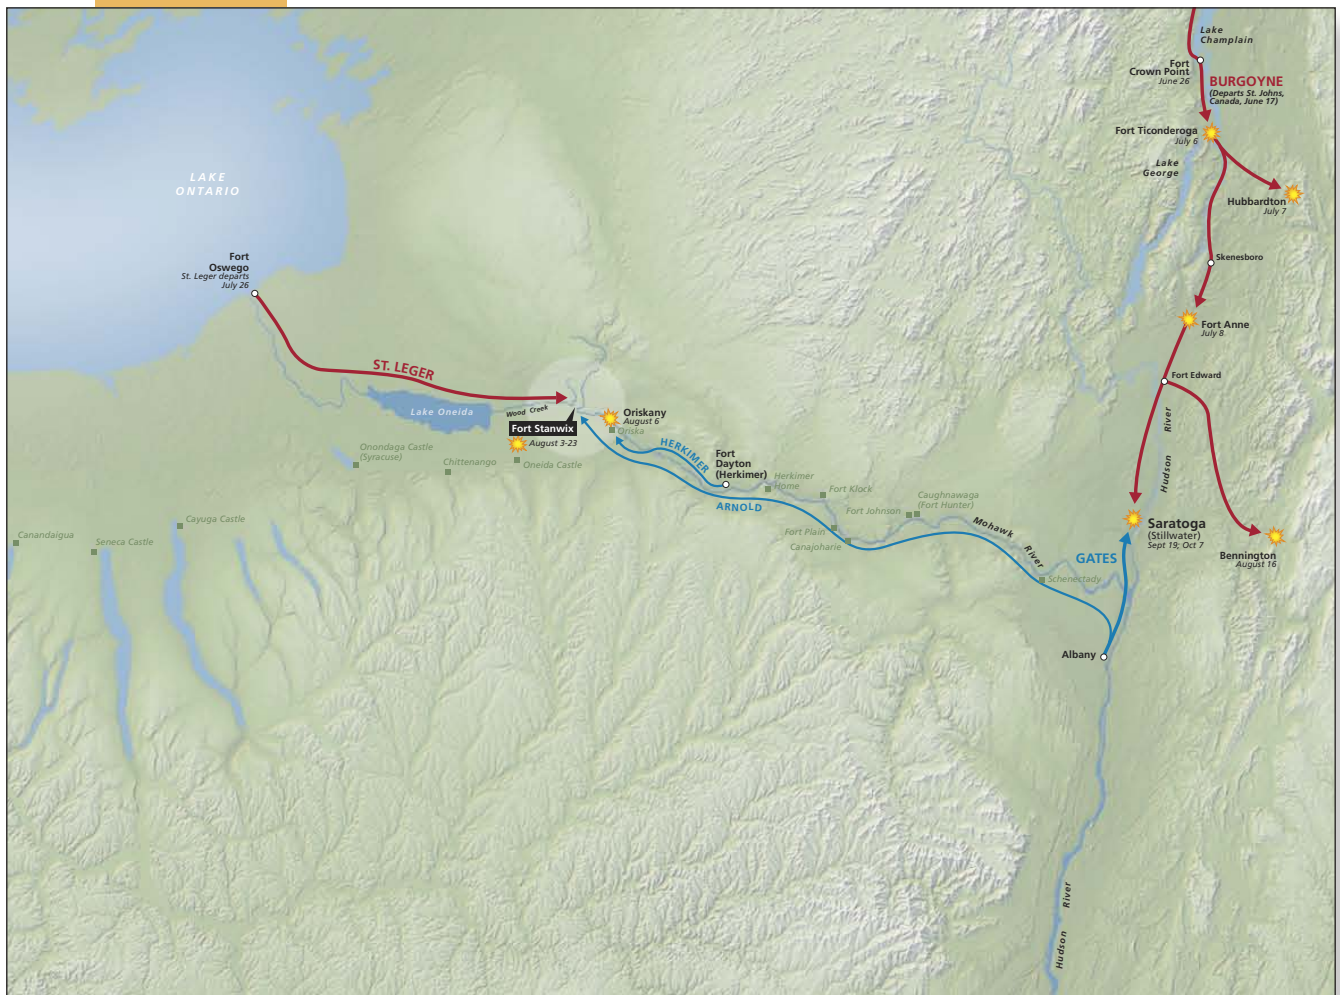 Lake
Champlain
Fort
Crown Point
June 26
BURGOYNE
(Departs St. Johns,
Canada, June 17)
Fort Ticonderoga
July 6
Lake
George
LAKE
ONTARIO
Hubbardton
July 7
Fort
Oswego
St. Leger departs
July 26
Skenesboro
Fort Anne
July 8
ST. LEGER
Fort Edward
Lake Oneida
Wood Creek
Fort Stanwix
August 3-23
Oriskany
August 6
Oriska
Hudson River
Onondaga Castle
(Syracuse)
Chittenango
Oneida Castle
HERKIMER
Fort
Dayton
(Herkimer)
Herkimer
Home
Fort Klock
ARNOLD
Caughnawaga
(Fort Hunter)
Fort Johnson
Fort Plain
Canajoharie
Mohawk River
Saratoga
(Stillwater)
Sept 19; Oct 7
Cayuga Castle
Canandaigua
Seneca Castle
GATES
Bennington
August 16
Schenectady
Albany
Hudson River